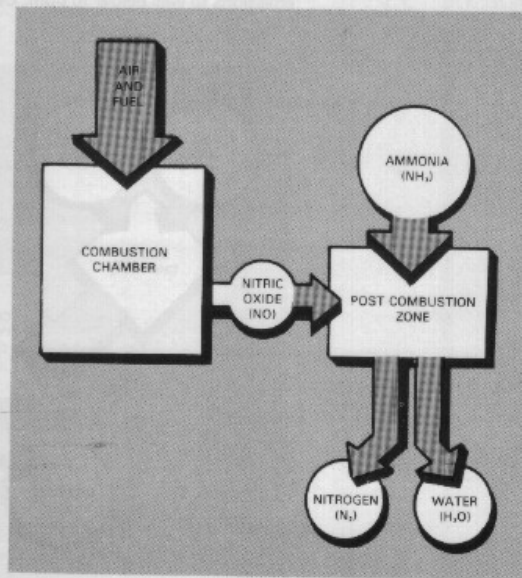 AIR
AND
FUEL
COMBUSTION
CHAMBER
NITRIC
OXIDE
(NO)
AMMONIA
(NH₃)
POST COMBUSTION
ZONE
NITROGEN
(N₂)
WATER
(H₂O)